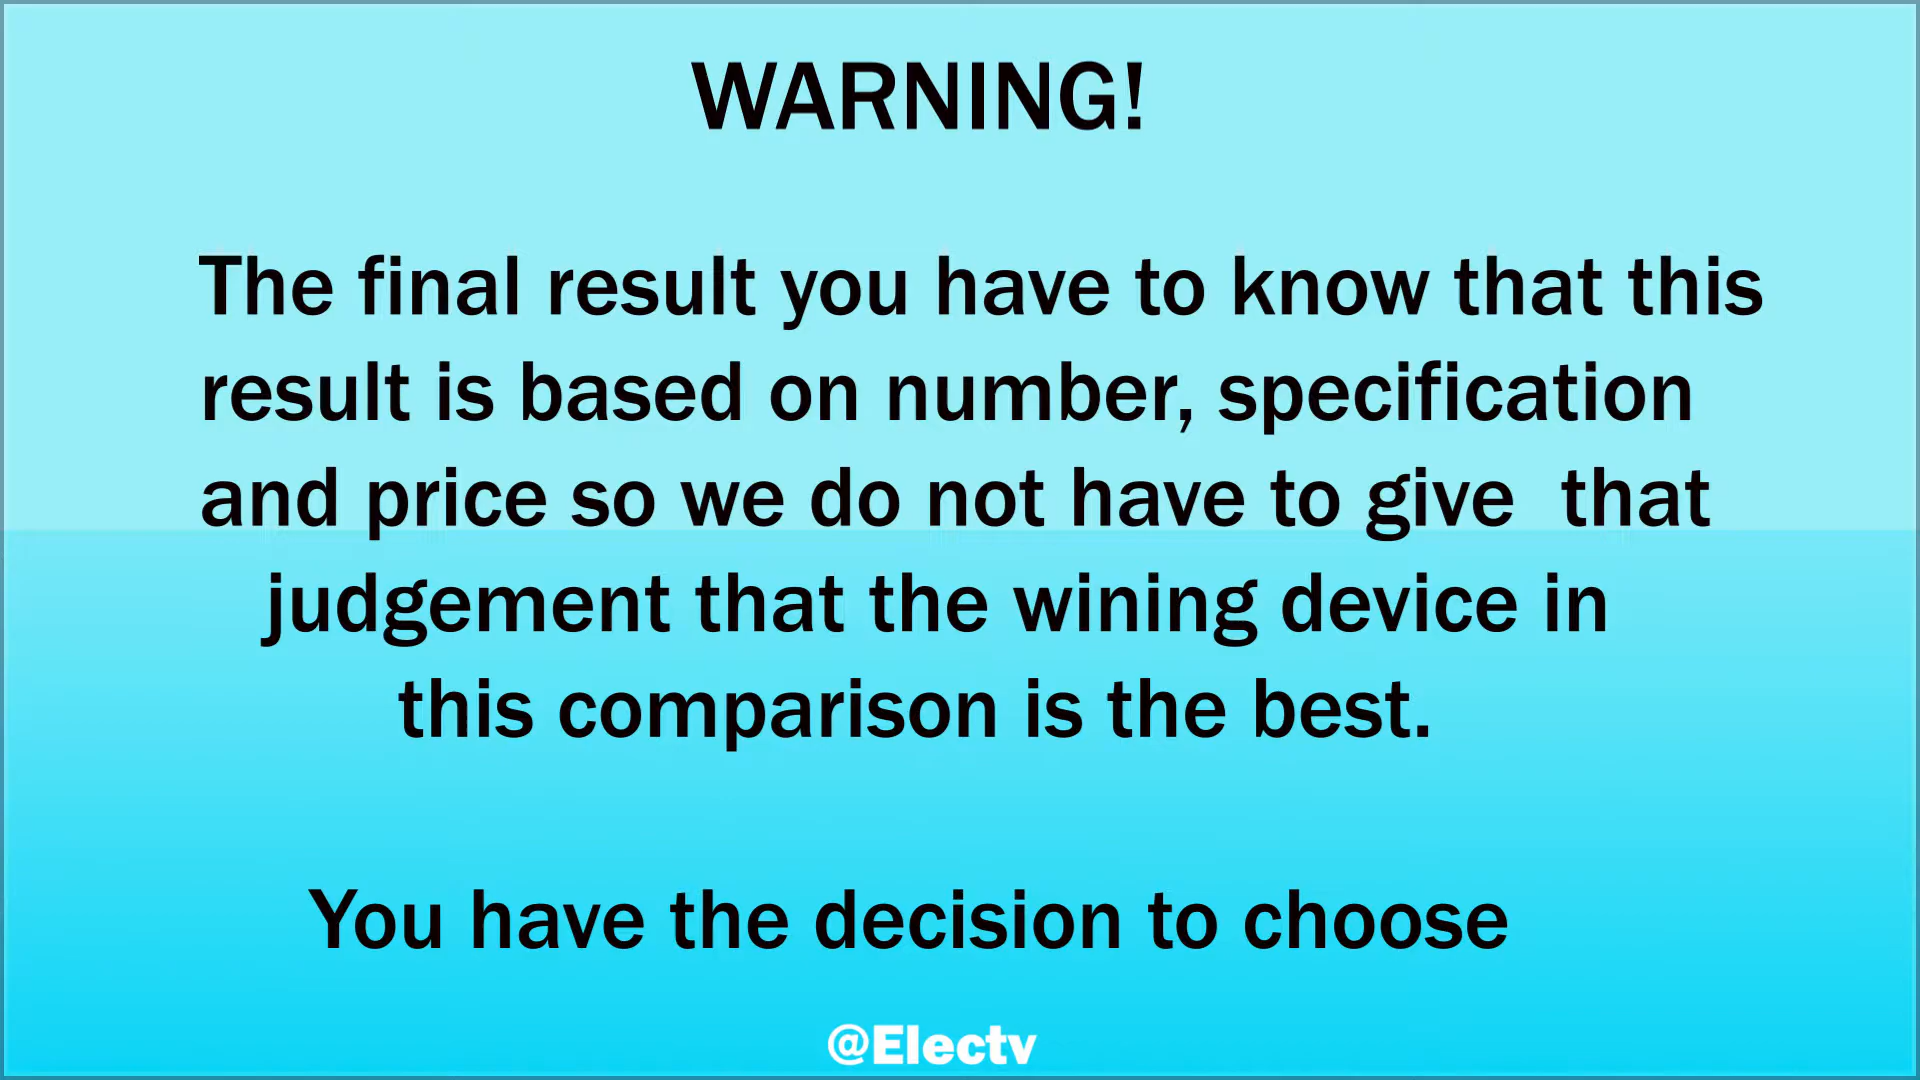 WARNING!
The final result you have to know that this
result is based on number, specification
and price so we do not have to give  that
judgement that the wining device in
this comparison is the best.
You have the decision to choose
@Electv